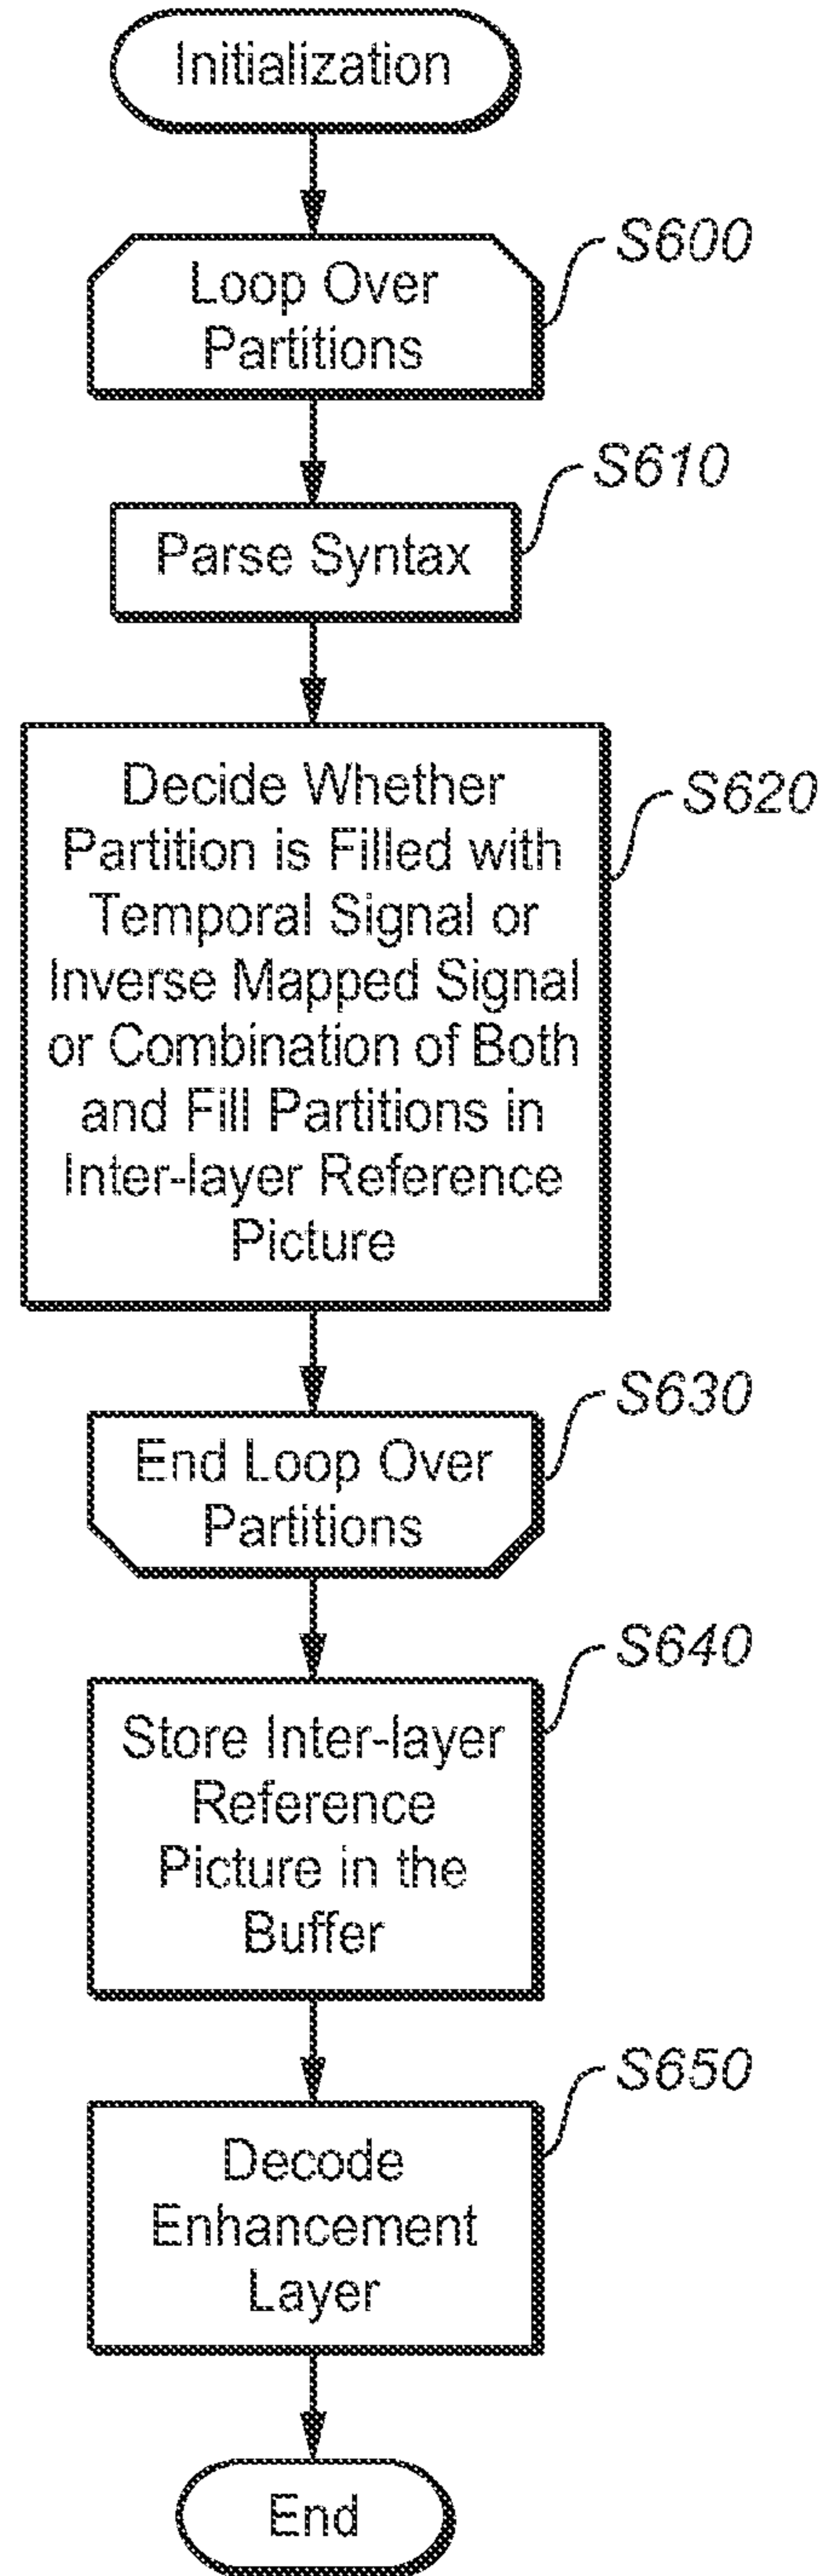 Initialization
S600
Loop Over
Partitions
S610
Parse Syntax
Decide Whether
S620
Partition is Filled with
Temporal Signal or
Inverse Mapped Signal
or Combination of Both
and Fill Partitions in
Inter-layer Reference
Picture
S630
End Loop Over
Partitions
S640
Store Inter-layer
Reference
Picture in the
Buffer
S650
Decode
Enhancement
Layer
End